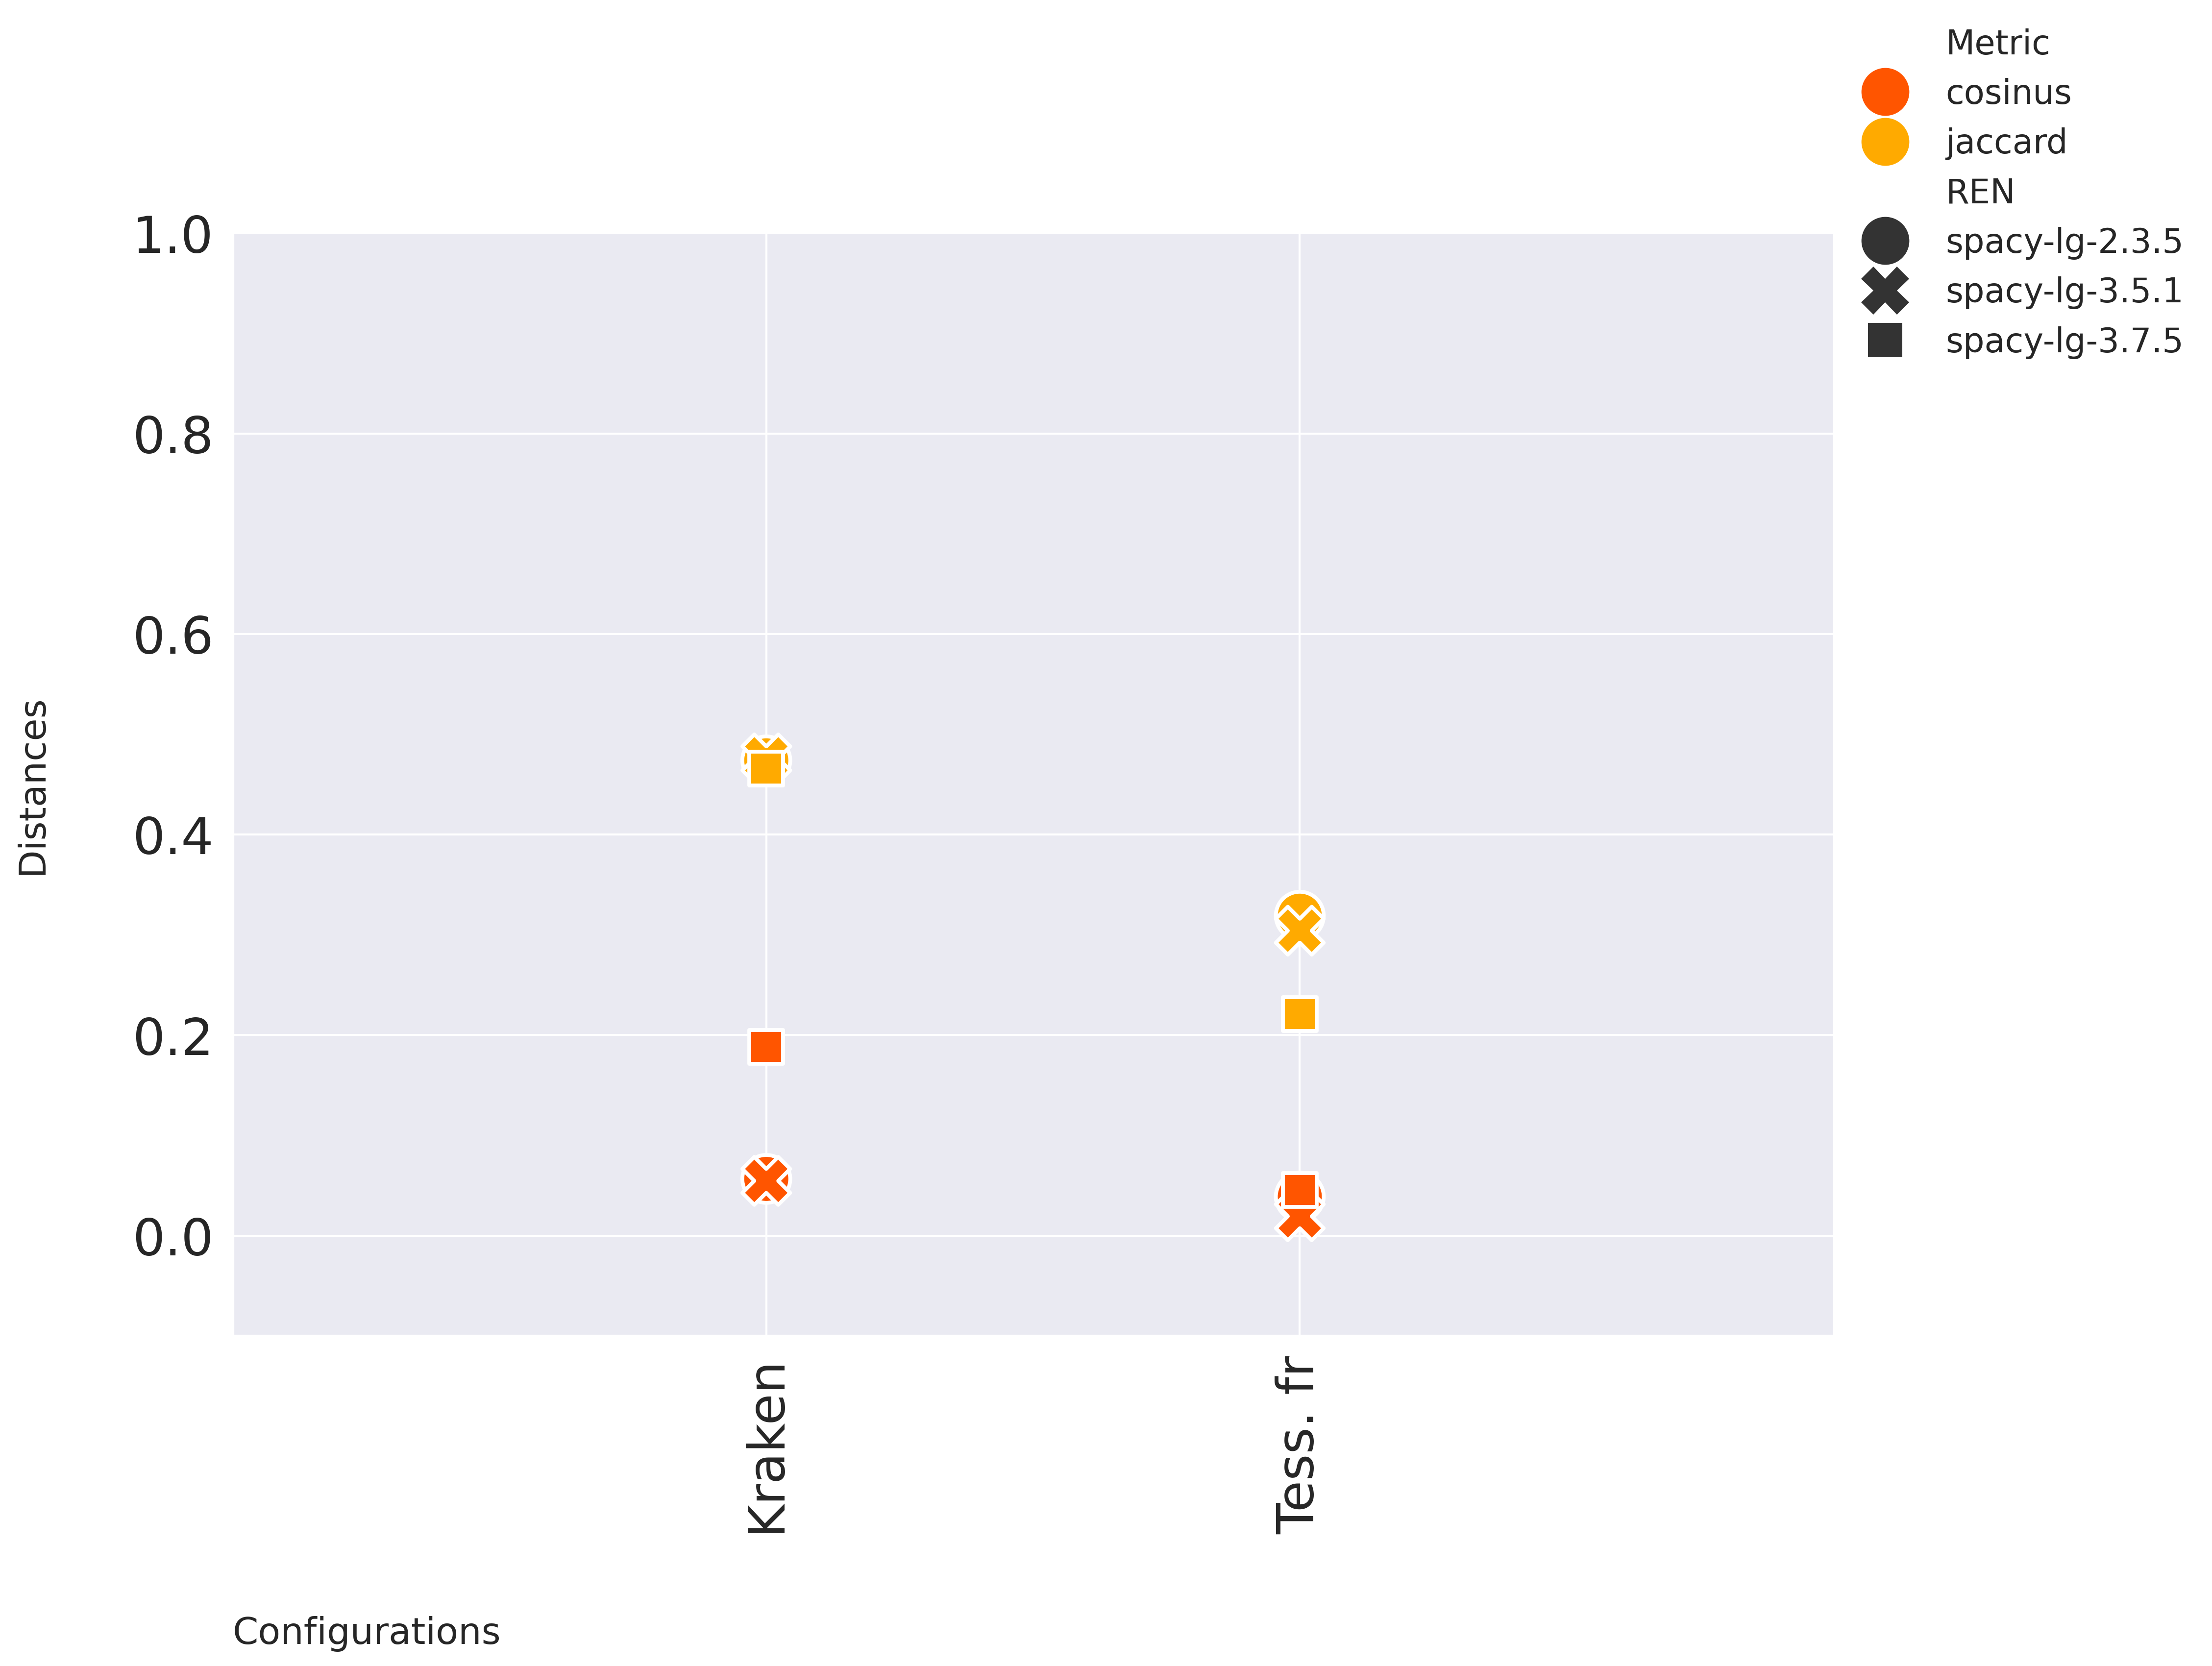 Metric
cosinus
jaccard
REN
spacy-lg-2.3.5
spacy-lg-3.5.1
spacy-lg-3.7.5
1.0
0.8
0.6
0.4
0.2
0.0
Distances
Kraken
Tess. fr
Configurations